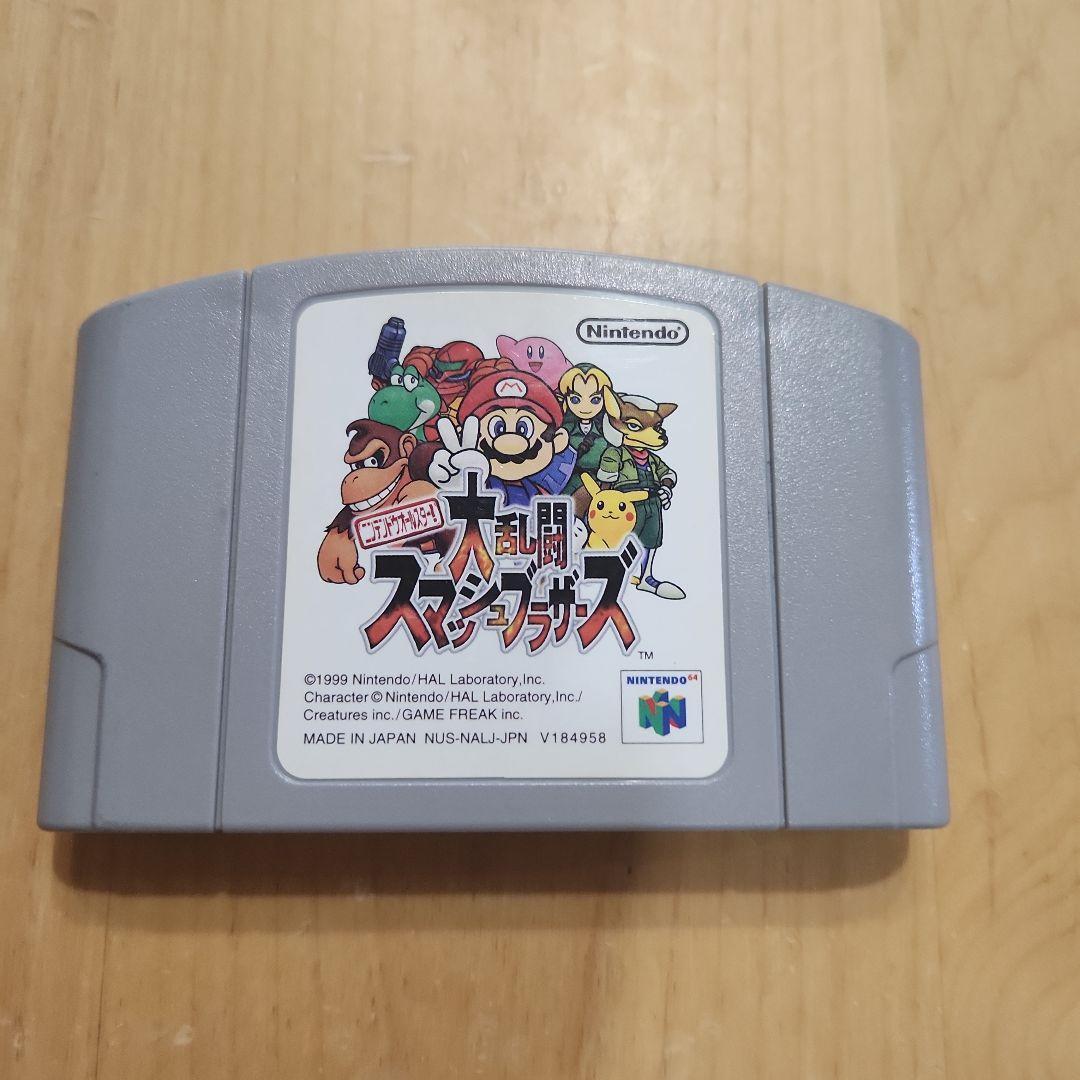 Nintendo
M
ニンテンドウオールスター!
大乱闘
スマッシュブラザーズ
TM
©1999 Nintendo/HAL Laboratory,Inc.
Character © Nintendo/HAL Laboratory,Inc./
Creatures inc./GAME FREAK inc.
MADE IN JAPAN NUS-NALJ-JPN V184958
NINTENDO 64